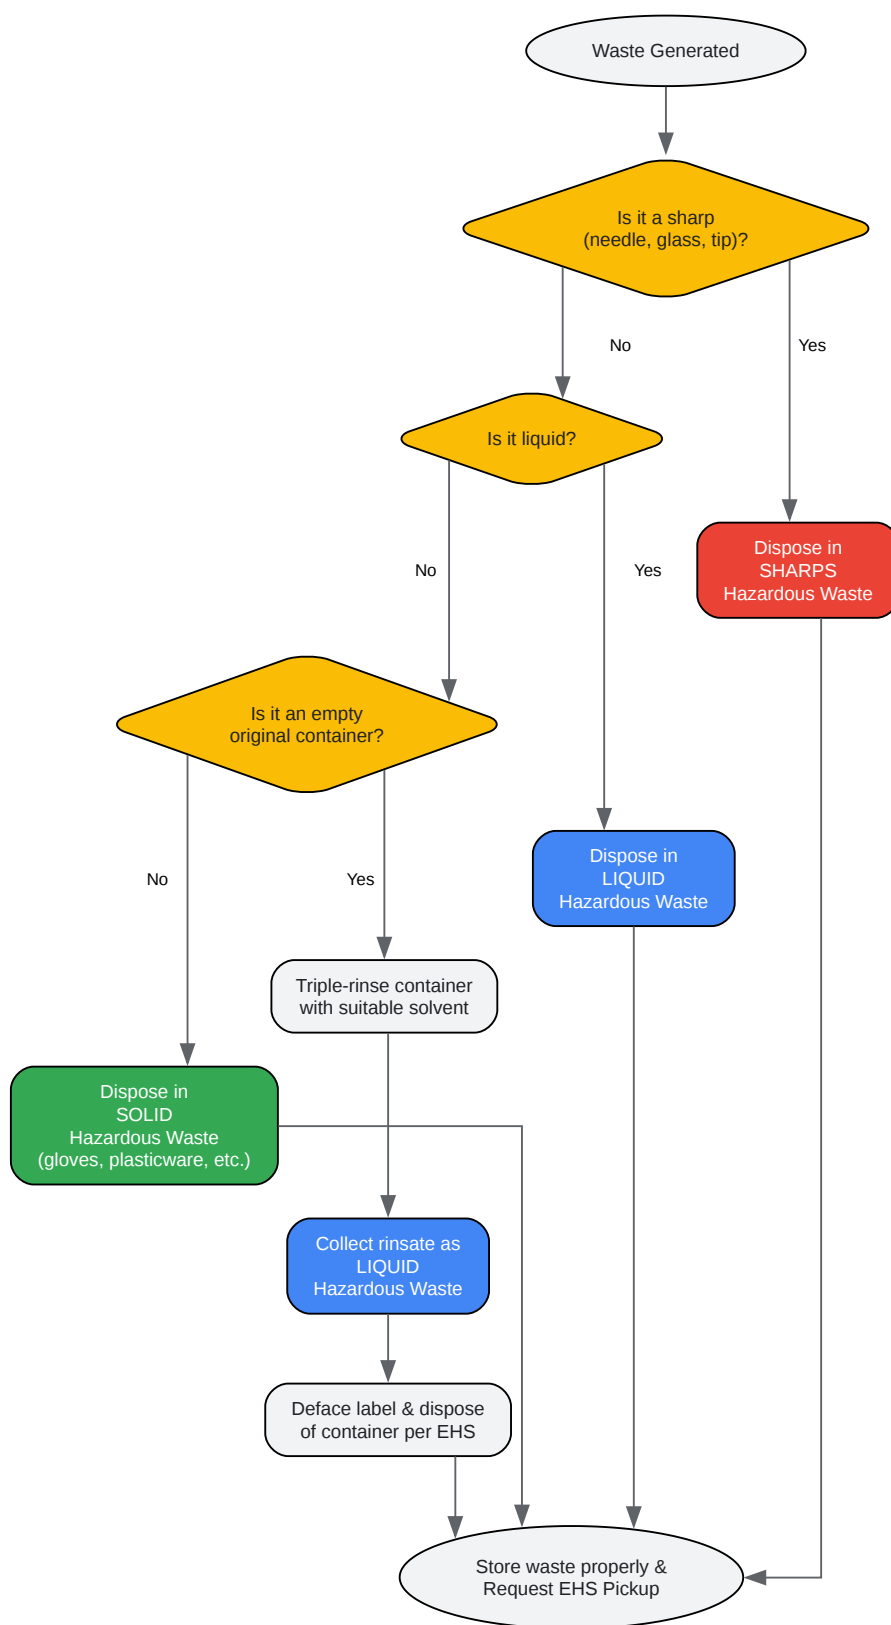 Waste Generated
Is it a sharp
(needle, glass, tip)?
No
Yes
Is it liquid?
Dispose in
SHARPS
Hazardous Waste
No
Yes
Is it an empty
original container?
Dispose in
LIQUID
Hazardous Waste
No
Yes
Triple-rinse container
with suitable solvent
Dispose in
SOLID
Hazardous Waste
(gloves, plasticware, etc.)
Collect rinsate as
LIQUID
Hazardous Waste
Deface label & dispose
of container per EHS
Store waste properly &
Request EHS Pickup